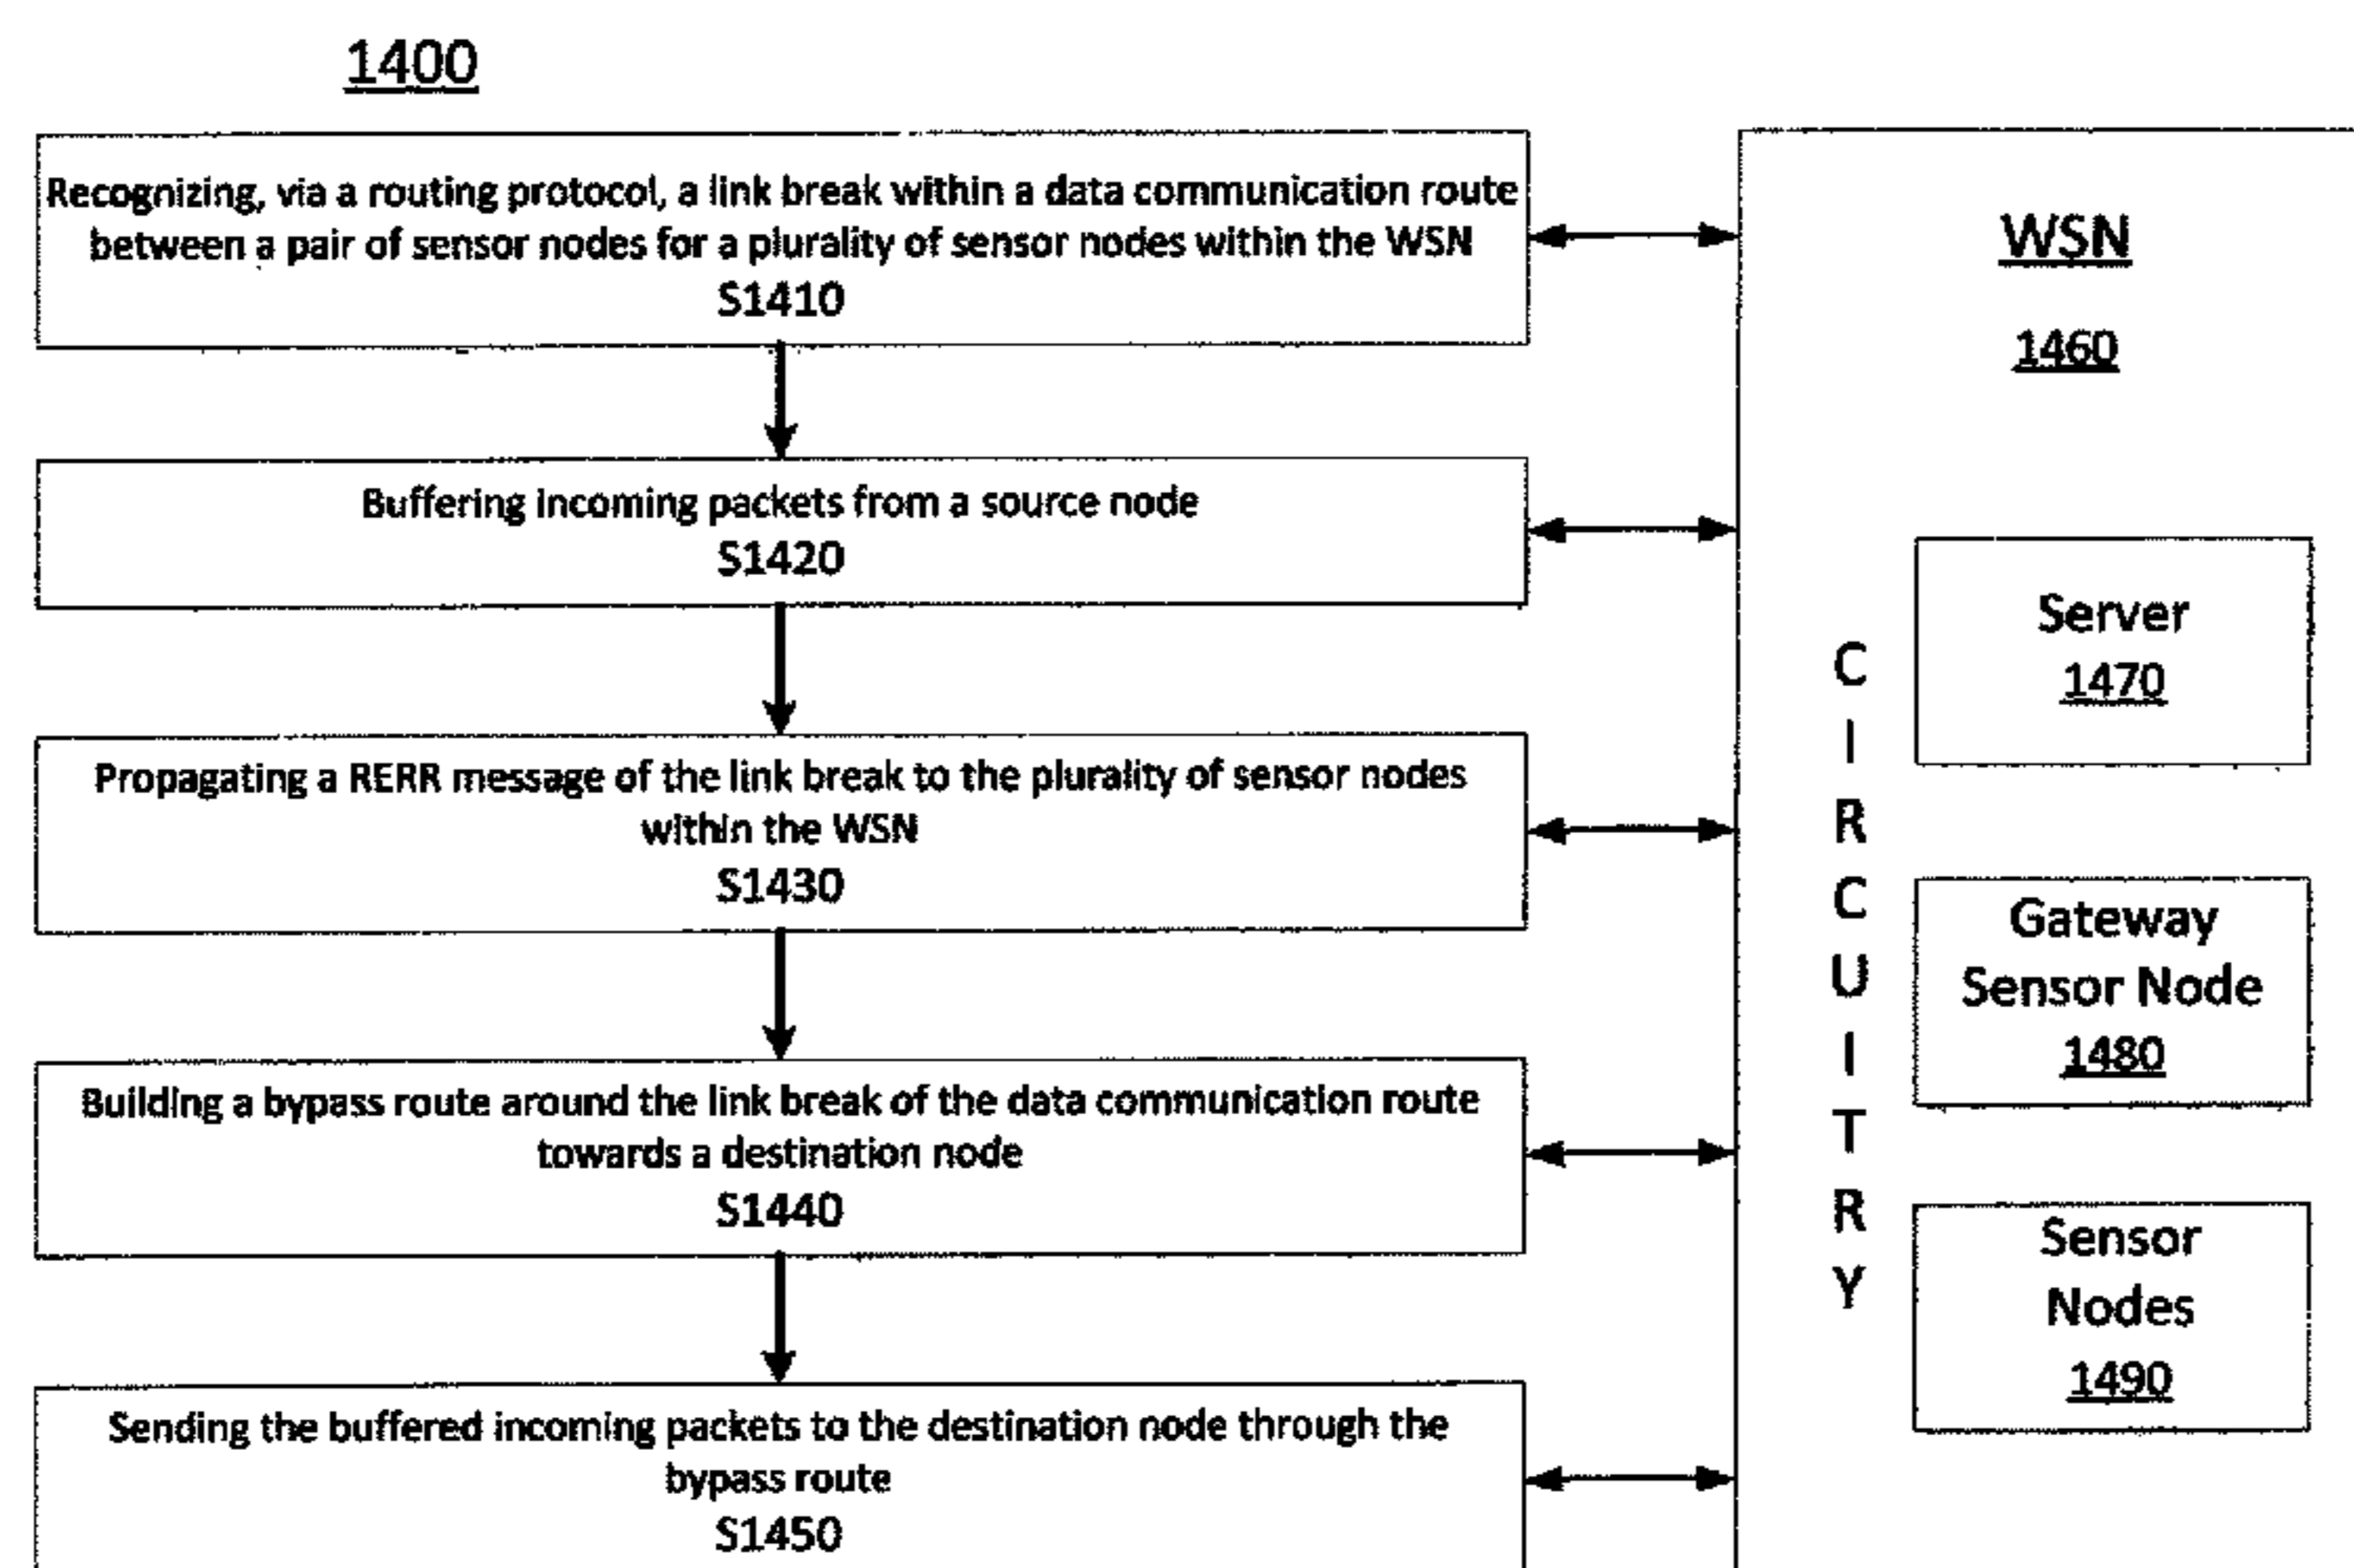 1400
Recognizing, via a routing protocol, a link break within a data communication route
between a pair of sensor nodes for a plurality of sensor nodes within the WSN
S1410
Buffering incoming packets from a source node
S1420
Propagating a RERR message of the link break to the plurality of sensor nodes
within the WSN
S1430
Building a bypass route around the link break of the data communication route
towards a destination node
S1440
Sending the buffered incoming packets to the destination node through the
bypass route
S1450
WSN
1460
CIRCUITRY
Server
1470
Gateway
Sensor Node
1480
Sensor
Nodes
1490